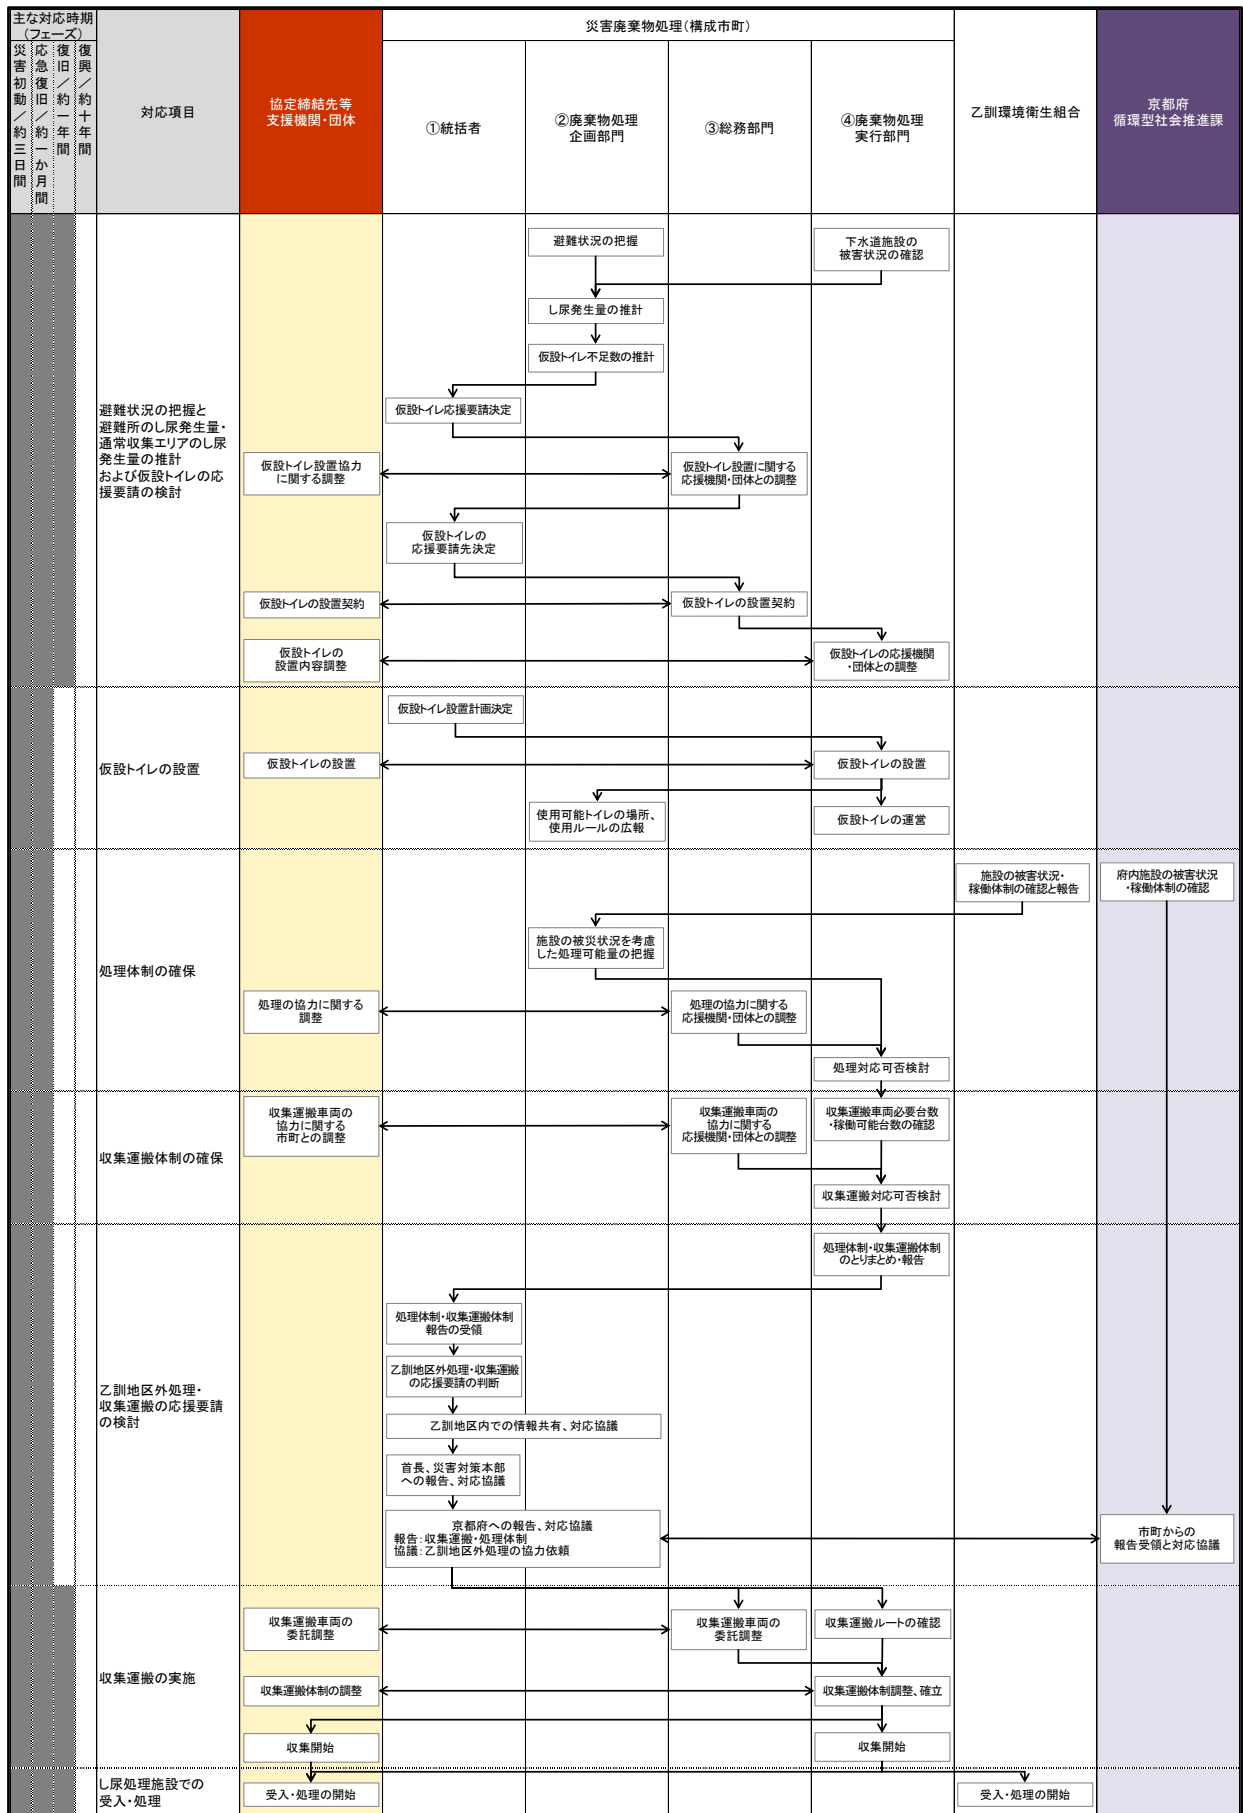 主な対応時期
（フェーズ）
災害初動／約三日間
応急復旧／約一か月間
復旧／約一年間
復興／約十年間
対応項目
協定締結先等
支援機関・団体
災害廃棄物処理（構成市町）
①統括者
②廃棄物処理
企画部門
③総務部門
④廃棄物処理
実行部門
乙訓環境衛生組合
京都府
循環型社会推進課
避難状況の把握と
避難所のし尿発生量・
通常収集エリアのし尿
発生量の推計
および仮設トイレの応
援要請の検討
避難状況の把握
下水道施設の
被害状況の確認
し尿発生量の推計
仮設トイレ不足数の推計
仮設トイレ応援要請決定
仮設トイレ設置協力
に関する調整
仮設トイレ設置に関する
応援機関・団体との調整
仮設トイレの
応援要請先決定
仮設トイレの設置契約
仮設トイレの設置契約
仮設トイレの
設置内容調整
仮設トイレの応援機関
・団体との調整
仮設トイレの設置
仮設トイレ設置計画決定
仮設トイレの設置
仮設トイレの設置
使用可能トイレの場所、
使用ルールの広報
仮設トイレの運営
処理体制の確保
施設の被害状況・
稼働体制の確認と報告
府内施設の被害状況
・稼働体制の確認
施設の被災状況を考慮
した処理可能量の把握
処理の協力に関する
調整
処理の協力に関する
応援機関・団体との調整
処理対応可否検討
収集運搬体制の確保
収集運搬車両の
協力に関する
市町との調整
収集運搬車両の
協力に関する
応援機関・団体との調整
収集運搬車両必要台数
・稼働可能台数の確認
収集運搬対応可否検討
乙訓地区外処理・
収集運搬の応援要請
の検討
処理体制・収集運搬体制
のとりまとめ・報告
処理体制・収集運搬体制
報告の受領
乙訓地区外処理・収集運搬
の応援要請の判断
乙訓地区内での情報共有、対応協議
首長、災害対策本部
への報告、対応協議
京都府への報告、対応協議
報告：収集運搬・処理体制
協議：乙訓地区外処理の協力依頼
市町からの
報告受領と対応協議
収集運搬の実施
収集運搬車両の
委託調整
収集運搬車両の
委託調整
収集運搬ルートの確認
収集運搬体制の調整
収集運搬体制調整、確立
収集開始
収集開始
し尿処理施設での
受入・処理
受入・処理の開始
受入・処理の開始